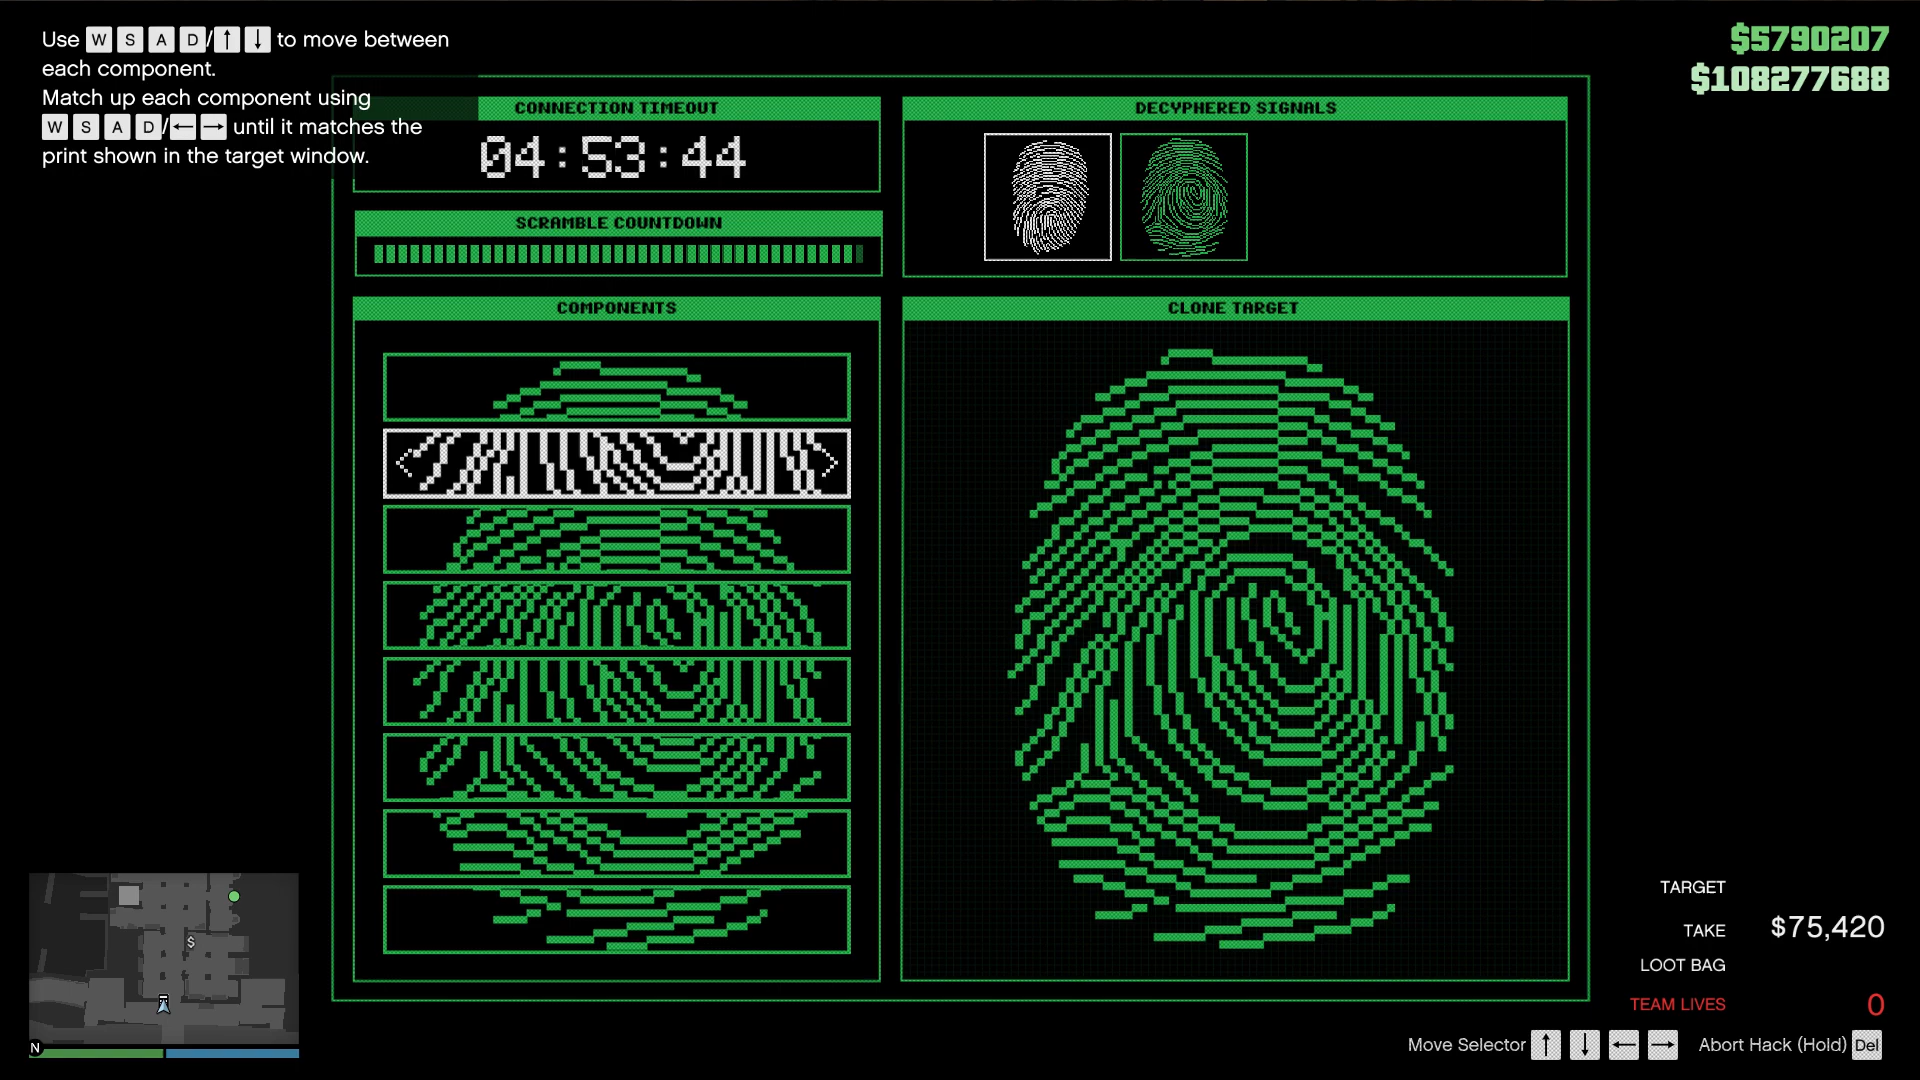 Use W S A D/↑ ↓ to move between
each component.
Match up each component using
W S A D/← → until it matches the
print shown in the target window.
$5790207
$108277688
CONNECTION TIMEOUT
04:53:44
SCRAMBLE COUNTDOWN
DECYPHERED SIGNALS
COMPONENTS
CLONE TARGET
$
N
TARGET
TAKE $75,420
LOOT BAG
TEAM LIVES 0
Move Selector ↑ ↓ ← → Abort Hack (Hold) Del